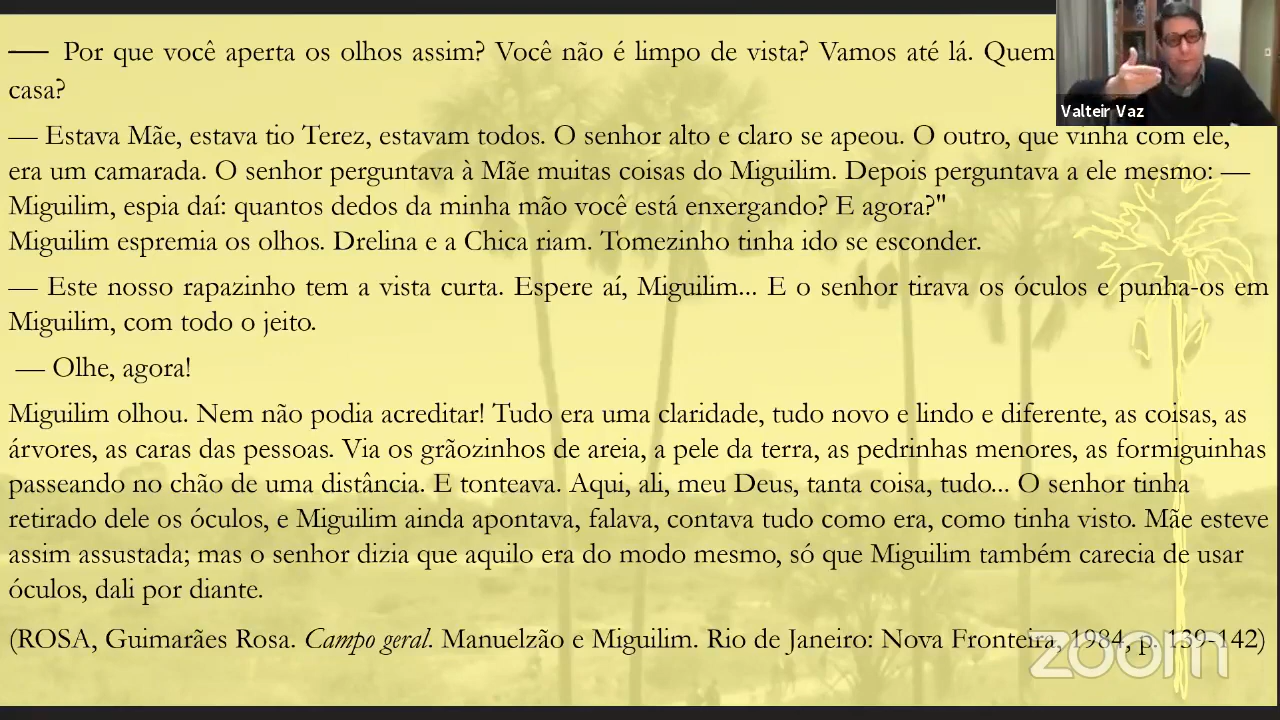 — Por que você aperta os olhos assim? Você não é limpo de vista? Vamos até lá. Quem
casa?
— Estava Mãe, estava tio Terez, estavam todos. O senhor alto e claro se apeou. O outro, que vinha com ele,
era um camarada. O senhor perguntava à Mãe muitas coisas do Miguilim. Depois perguntava a ele mesmo: —
Miguilim, espia daí: quantos dedos da minha mão você está enxergando? E agora?"
Miguilim espremia os olhos. Drelina e a Chica riam. Tomezinho tinha ido se esconder.
— Este nosso rapazinho tem a vista curta. Espere aí, Miguilim... E o senhor tirava os óculos e punha-os em
Miguilim, com todo o jeito.
— Olhe, agora!
Miguilim olhou. Nem não podia acreditar! Tudo era uma claridade, tudo novo e lindo e diferente, as coisas, as
árvores, as caras das pessoas. Via os grãozinhos de areia, a pele da terra, as pedrinhas menores, as formiguinhas
passeando no chão de uma distância. E tonteava. Aqui, ali, meu Deus, tanta coisa, tudo... O senhor tinha
retirado dele os óculos, e Miguilim ainda apontava, falava, contava tudo como era, como tinha visto. Mãe esteve
assim assustada; mas o senhor dizia que aquilo era do modo mesmo, só que Miguilim também carecia de usar
óculos, dali por diante.
(ROSA, Guimarães Rosa. Campo geral. Manuelzão e Miguilim. Rio de Janeiro: Nova Fronteira, 1984, p. 139-142)
Valteir Vaz
zoom